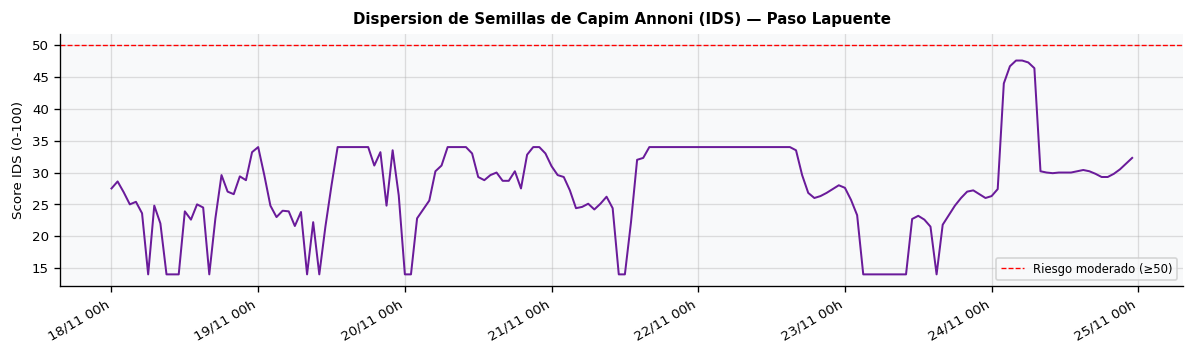 Dispersion de Semillas de Capim Annoni (IDS) — Paso Lapuente
Score IDS (0-100)
50
45
40
35
30
25
20
15
Riesgo moderado (≥50)
18/11 00h
19/11 00h
20/11 00h
21/11 00h
22/11 00h
23/11 00h
24/11 00h
25/11 00h